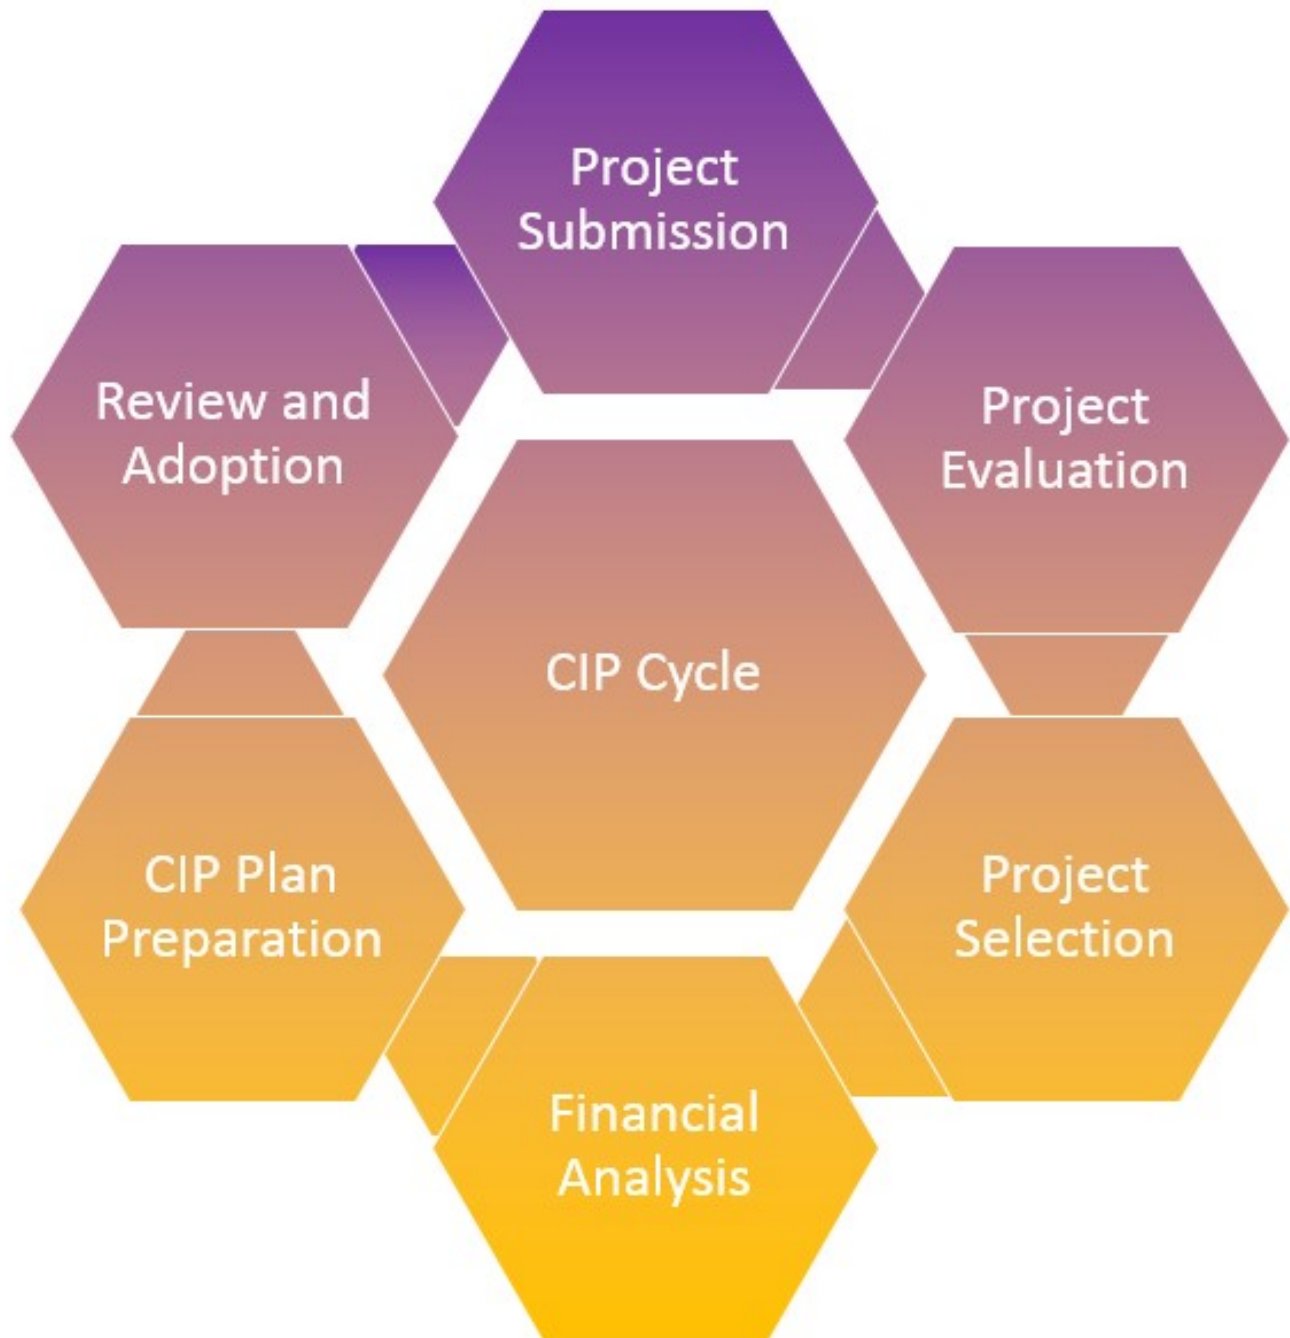 Project
Submission
Review and
Adoption
Project
Evaluation
CIP Cycle
CIP Plan
Preparation
Project
Selection
Financial
Analysis